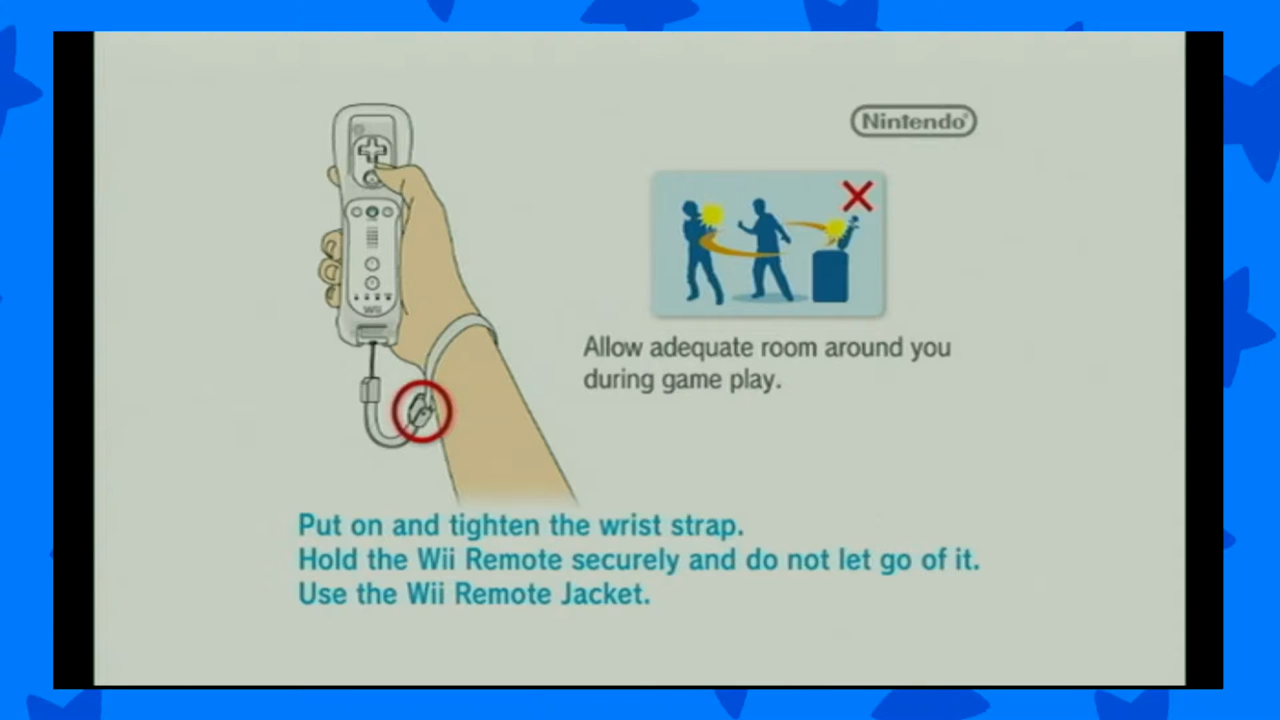 Nintendo
Wii
Allow adequate room around you
during game play.
Put on and tighten the wrist strap.
Hold the Wii Remote securely and do not let go of it.
Use the Wii Remote Jacket.